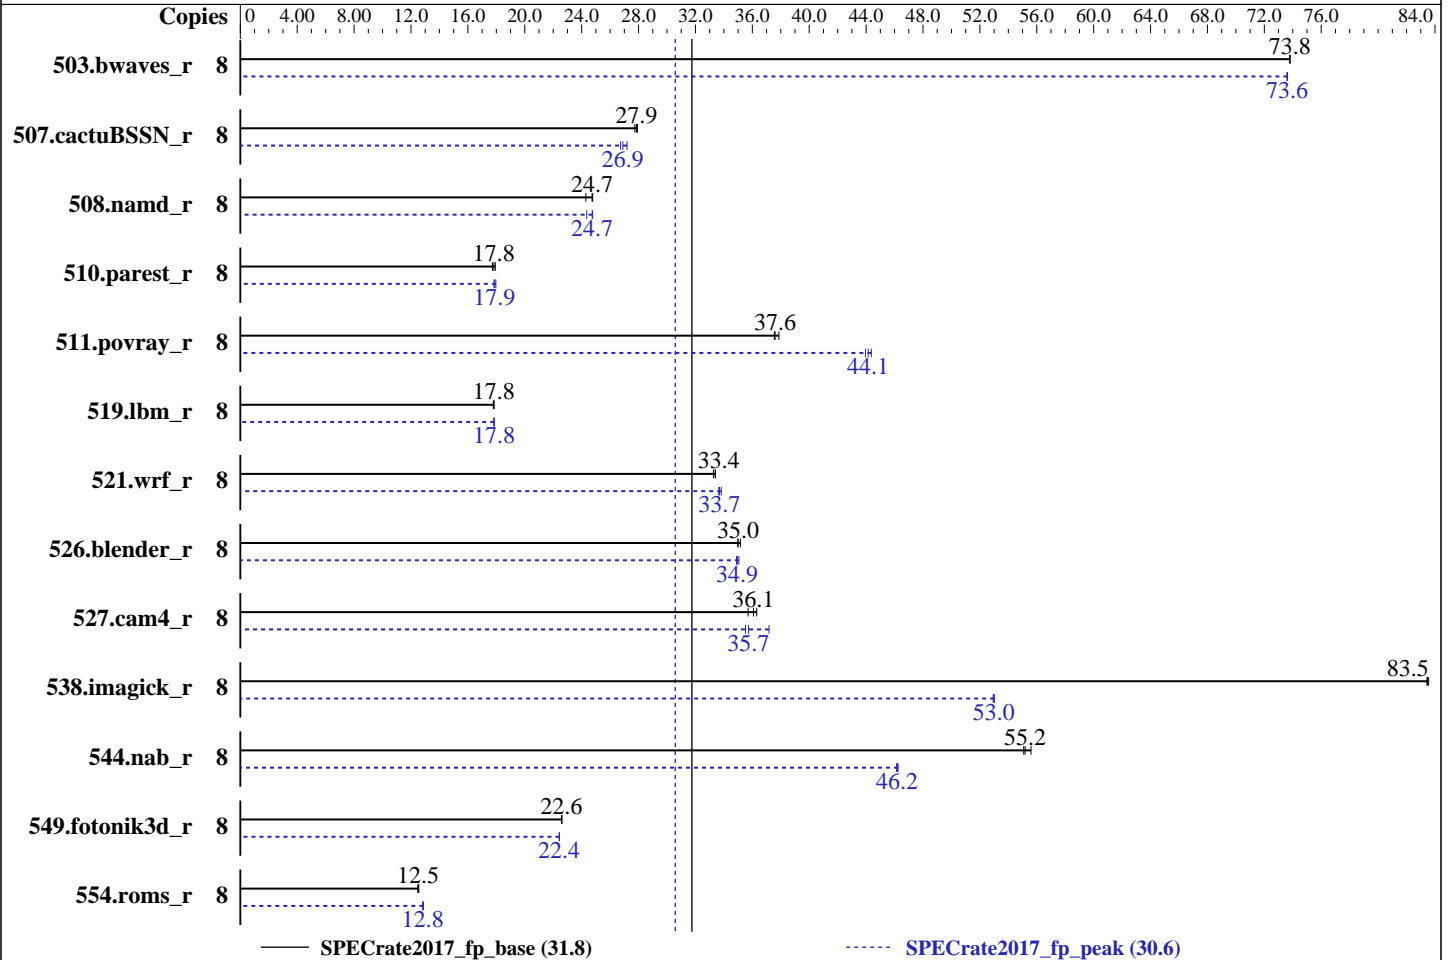 Copies 0 4.00 8.00 12.0 16.0 20.0 24.0 28.0 32.0 36.0 40.0 44.0 48.0 52.0 56.0 60.0 64.0 68.0 72.0 76.0 84.0
73.8
503.bwaves_r 8
73.6
27.9
507.cactuBSSN_r 8
26.9
24.7
508.namd_r 8
24.7
17.8
510.parest_r 8
17.9
37.6
511.povray_r 8
44.1
17.8
519.lbm_r 8
17.8
33.4
521.wrf_r 8
33.7
35.0
526.blender_r 8
34.9
36.1
527.cam4_r 8
35.7
83.5
538.imagick_r 8
53.0
55.2
544.nab_r 8
46.2
22.6
549.fotonik3d_r 8
22.4
12.5
554.roms_r 8
12.8
SPECrate2017_fp_base (31.8) SPECrate2017_fp_peak (30.6)